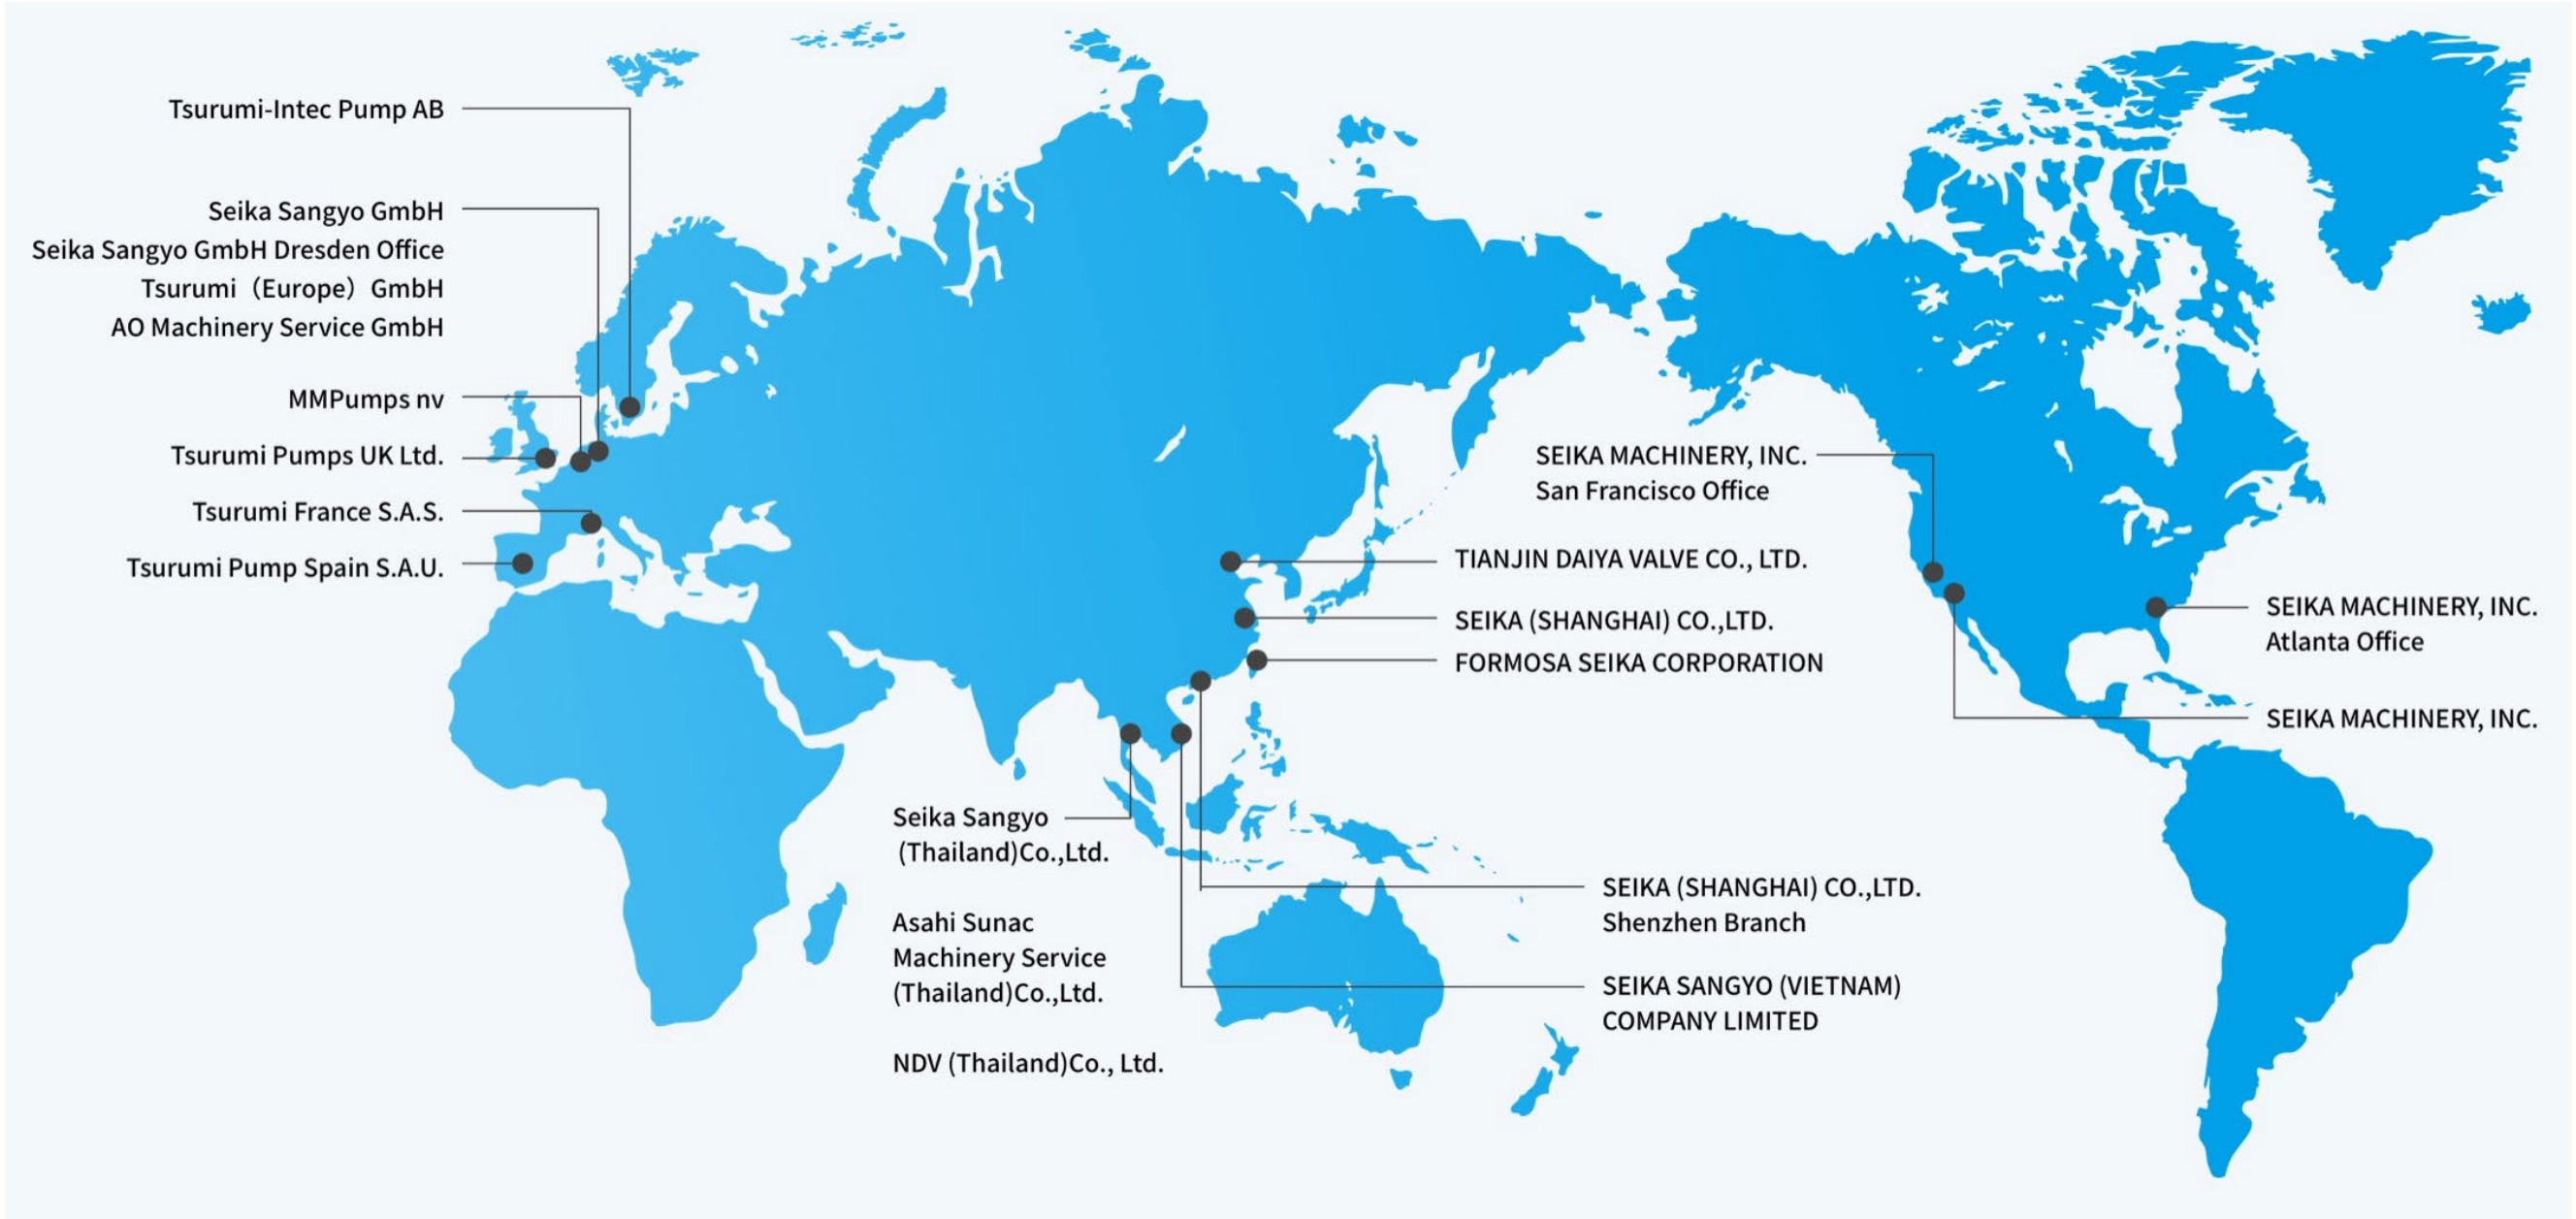 Tsurumi-Intec Pump AB
Seika Sangyo GmbH
Seika Sangyo GmbH Dresden Office
Tsurumi（Europe）GmbH
AO Machinery Service GmbH
MMPumps nv
Tsurumi Pumps UK Ltd.
Tsurumi France S.A.S.
Tsurumi Pump Spain S.A.U.
Seika Sangyo
(Thailand)Co.,Ltd.
Asahi Sunac
Machinery Service
(Thailand)Co.,Ltd.
NDV (Thailand)Co., Ltd.
SEIKA MACHINERY, INC.
San Francisco Office
TIANJIN DAIYA VALVE CO., LTD.
SEIKA (SHANGHAI) CO.,LTD.
FORMOSA SEIKA CORPORATION
SEIKA (SHANGHAI) CO.,LTD.
Shenzhen Branch
SEIKA SANGYO (VIETNAM)
COMPANY LIMITED
SEIKA MACHINERY, INC.
Atlanta Office
SEIKA MACHINERY, INC.